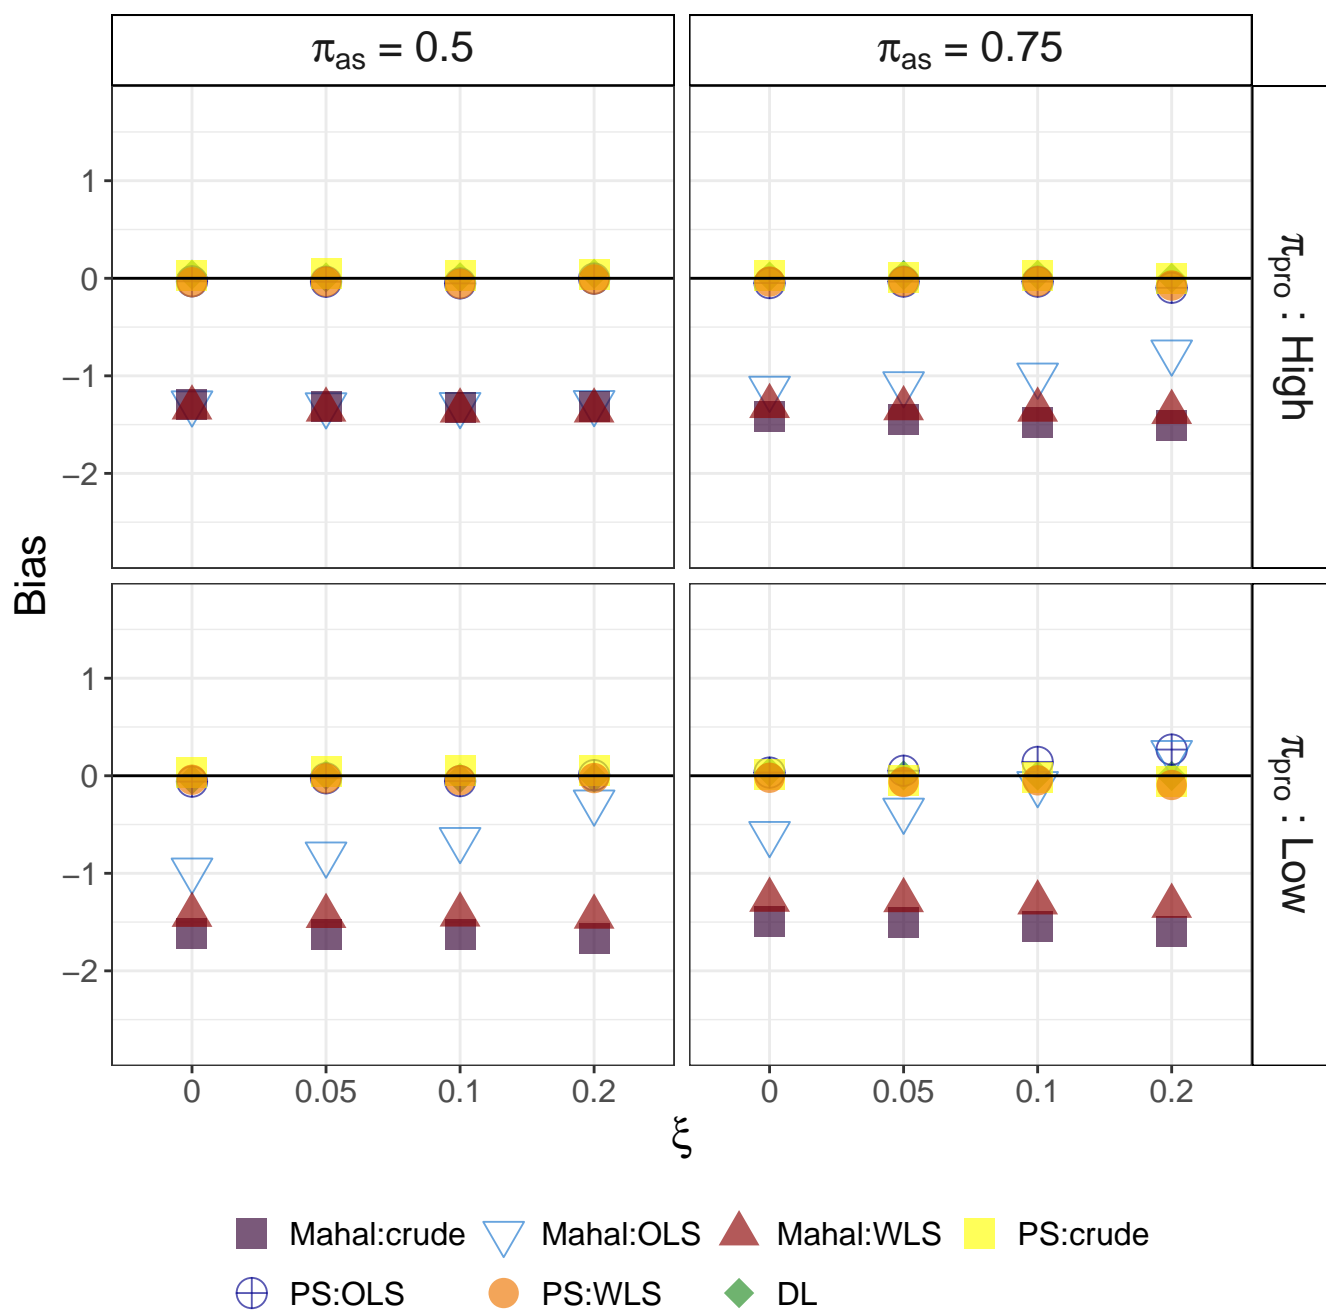 π_as = 0.5
π_as = 0.75
1
0
−1
−2
π_pro : High
Bias
1
0
−1
−2
π_pro : Low
0 0.05 0.1 0.2
0 0.05 0.1 0.2
ξ
Mahal:crude Mahal:OLS Mahal:WLS PS:crude
PS:OLS PS:WLS DL